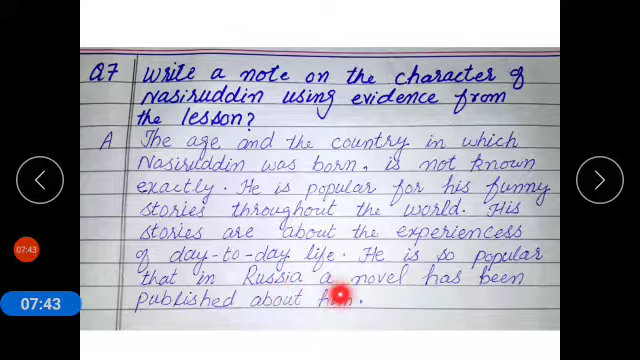 Q7 Write a note on the character of
Nasiruddin using evidence from
the lesson?
A The age and the country in which
Nasiruddin was born, is not known
exactly. He is popular for his funny
stories throughout the world. His
stories are about the experiencess
of day-to-day life. He is so popular
that in Russia a novel has been
published about him.
07:43
07:43